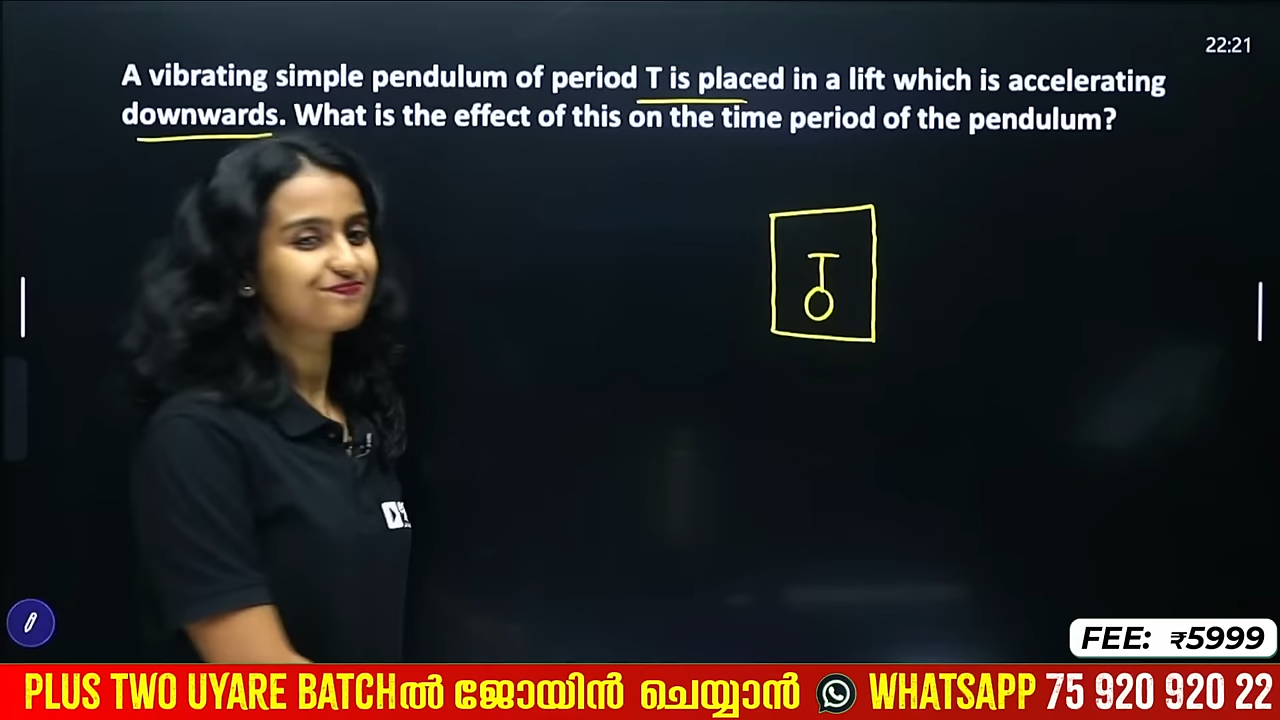 22:21
A vibrating simple pendulum of period T is placed in a lift which is accelerating
downwards. What is the effect of this on the time period of the pendulum?
FEE: ₹5999
PLUS TWO UYARE BATCHൽ ജോയിൻ ചെയ്യാൻ WHATSAPP 75 920 920 22